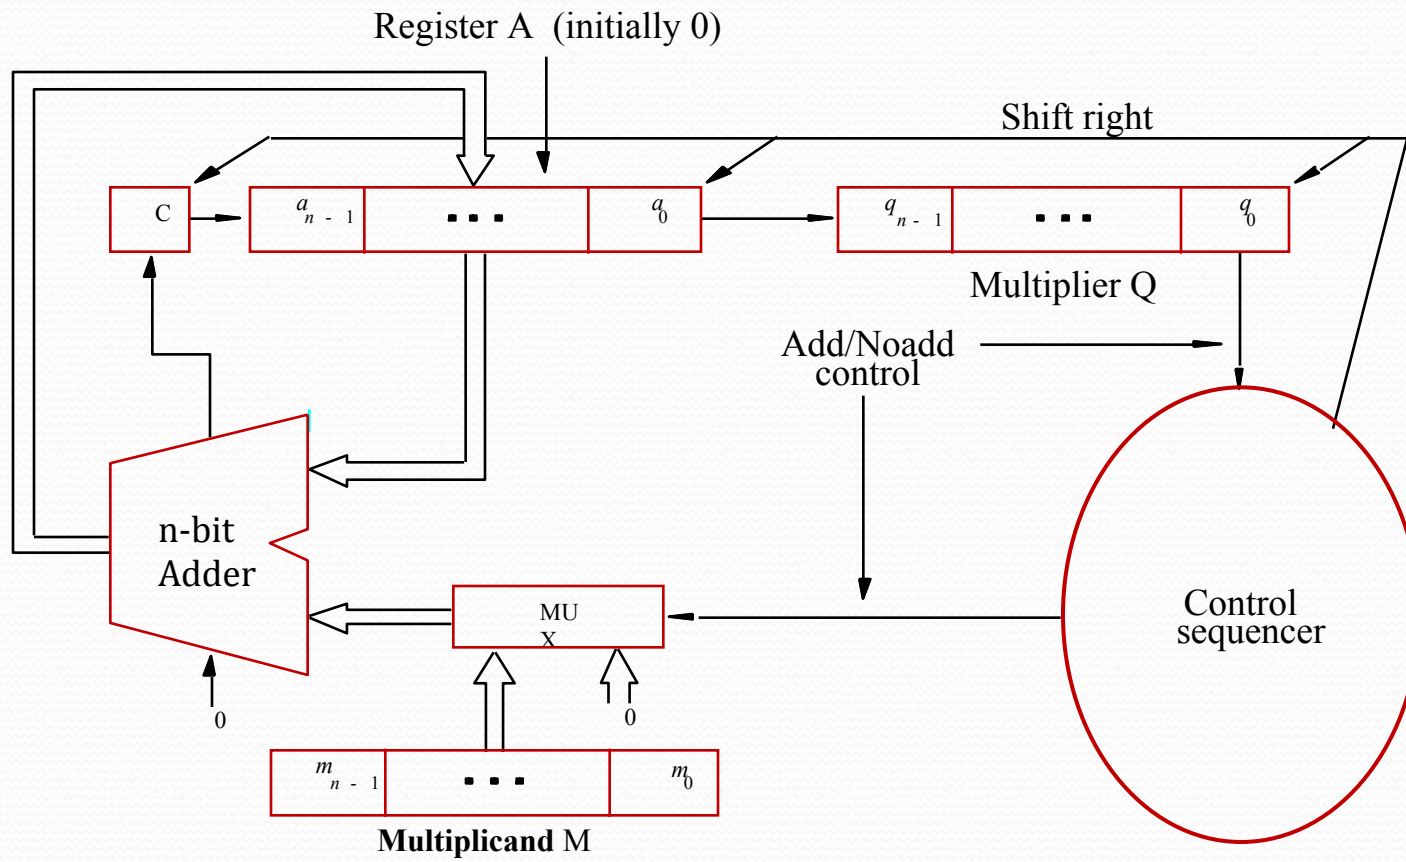 Register A (initially 0)
Shift right
C
a n - 1
a 0
q n - 1
q 0
Multiplier Q
Add/Noadd
control
n-bit
Adder
MU
X
Control
sequencer
0
0
m n - 1
m 0
Multiplicand M